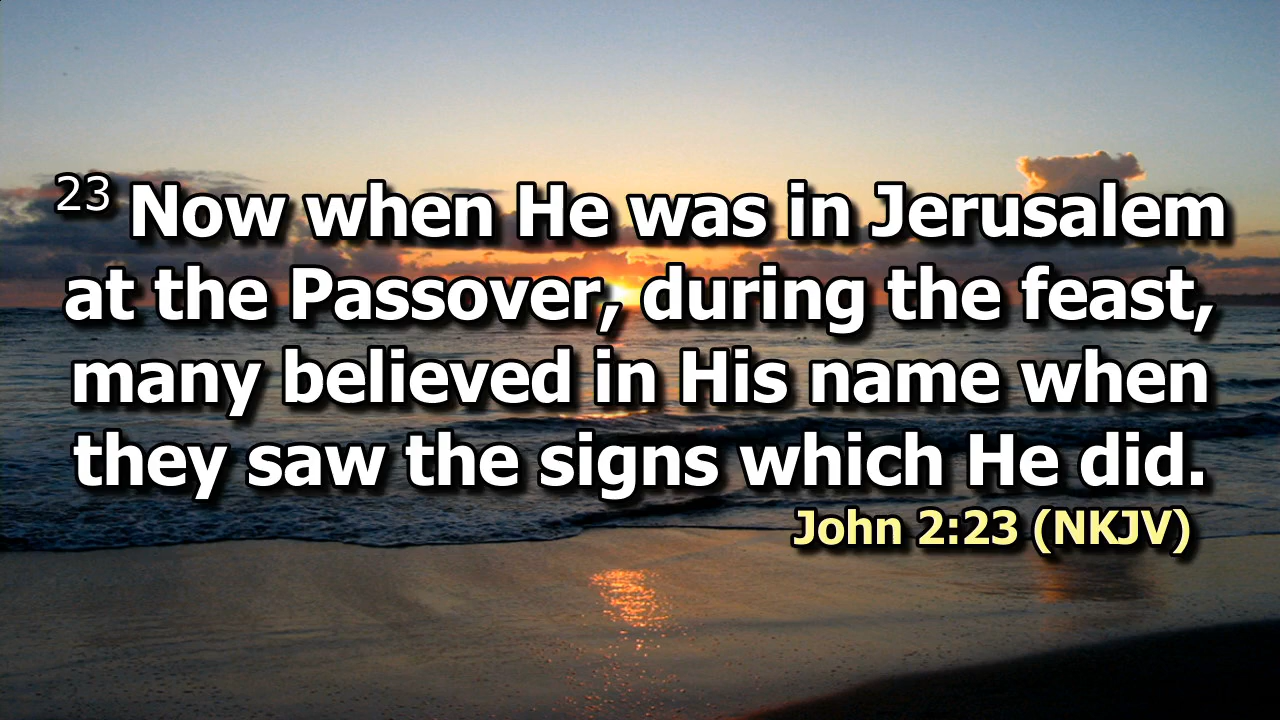 23 Now when He was in Jerusalem
at the Passover, during the feast,
many believed in His name when
they saw the signs which He did.
John 2:23 (NKJV)